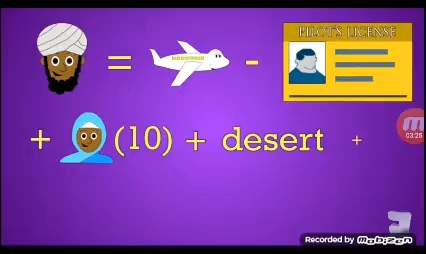 PILOT'S LICENSE
= -
+ (10) + desert +
03:25
Recorded by Mobizen